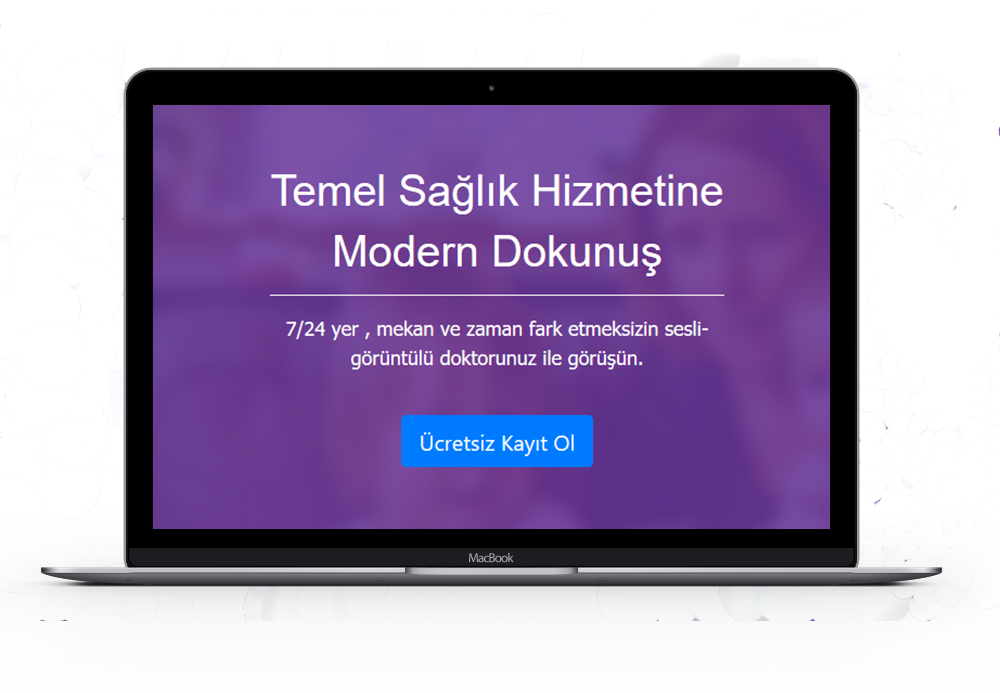 Temel Sağlık Hizmetine
Modern Dokunuş
7/24 yer , mekan ve zaman fark etmeksizin sesli-
görüntülü doktorunuz ile görüşün.
Ücretsiz Kayıt Ol
MacBook